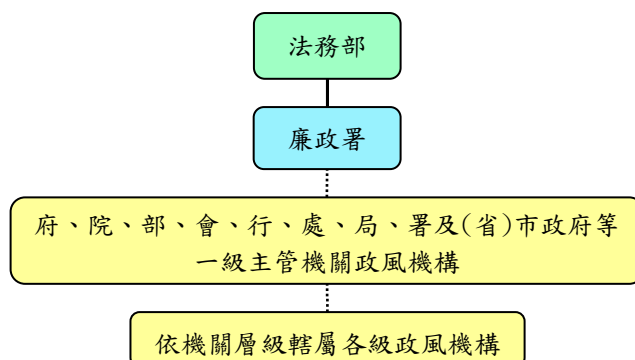 法務部
廉政署
府、院、部、會、行、處、局、署及(省)市政府等
一級主管機關政風機構
依機關層級轄屬各級政風機構